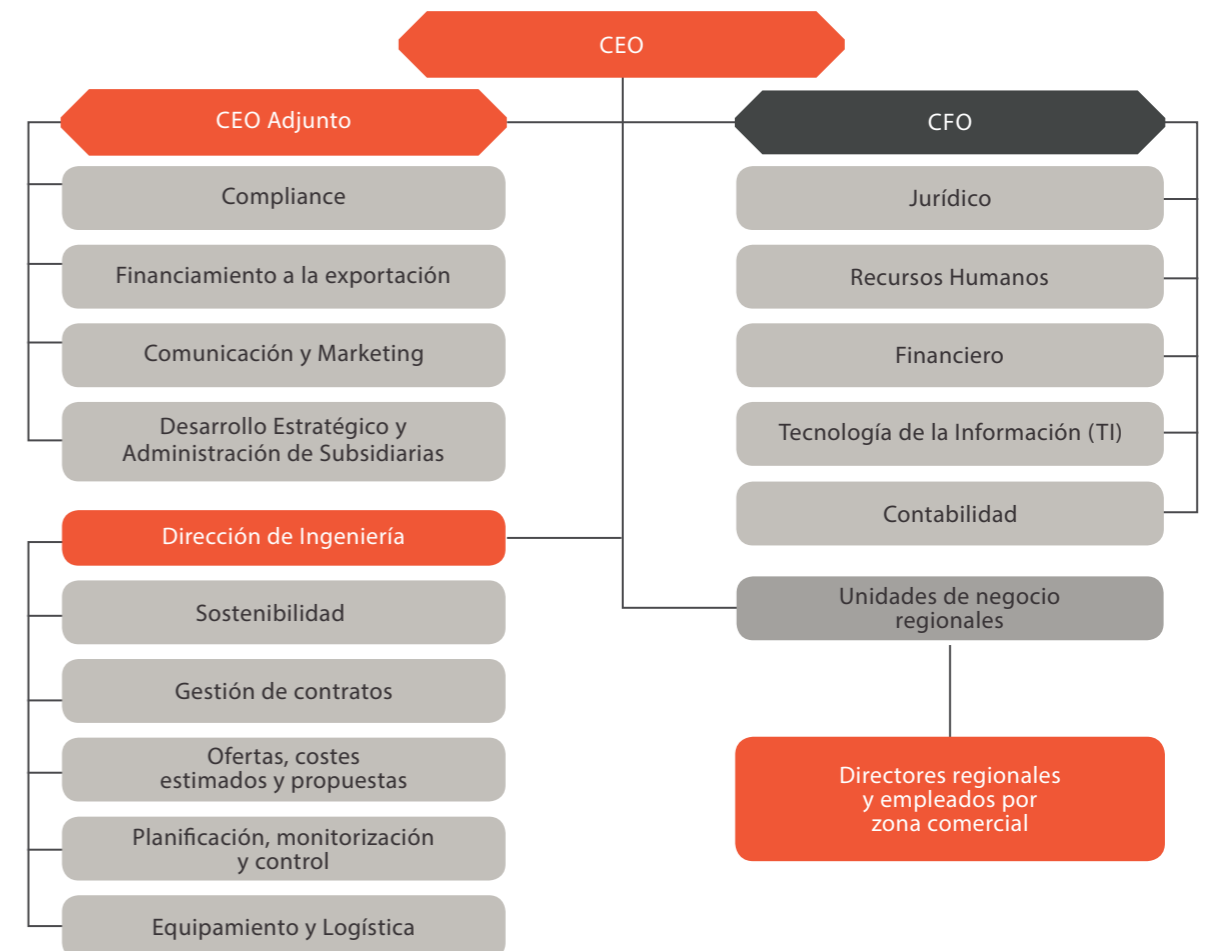 CEO
CEO Adjunto
Compliance
Financiamiento a la exportación
Comunicación y Marketing
Desarrollo Estratégico y
Administración de Subsidiarias
Dirección de Ingeniería
Sostenibilidad
Gestión de contratos
Ofertas, costes
estimados y propuestas
Planificación, monitorización
y control
Equipamiento y Logística
CFO
Jurídico
Recursos Humanos
Financiero
Tecnología de la Información (TI)
Contabilidad
Unidades de negocio
regionales
Directores regionales
y empleados por
zona comercial